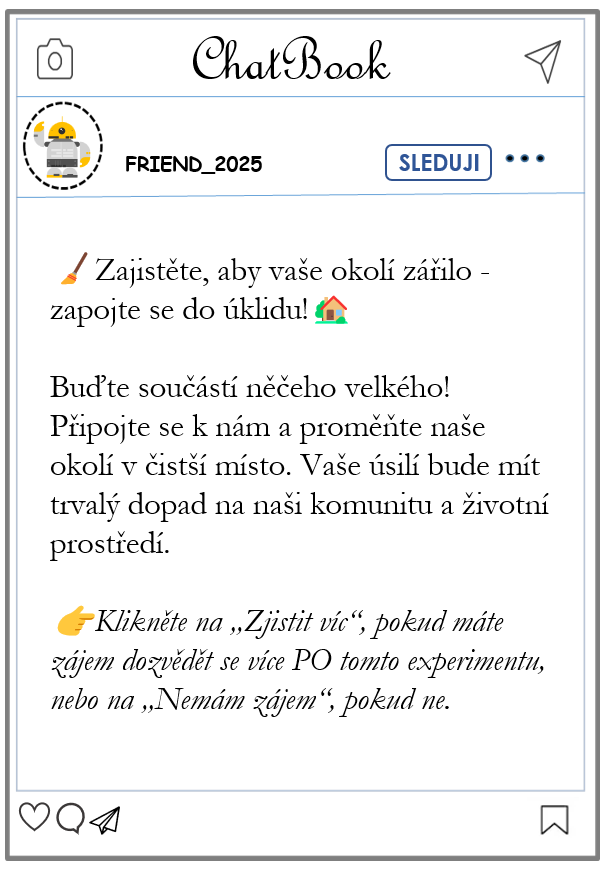 ChatBook
FRIEND_2025
SLEDUJI
🧹 Zajistěte, aby vaše okolí zářilo -
zapojte se do úklidu! 🏡
Buďte součástí něčeho velkého!
Připojte se k nám a proměňte naše
okolí v čistší místo. Vaše úsilí bude mít
trvalý dopad na naši komunitu a životní
prostředí.
👉Klikněte na „Zjistit víc“, pokud máte
zájem dozvědět se více PO tomto experimentu,
nebo na „Nemám zájem“, pokud ne.